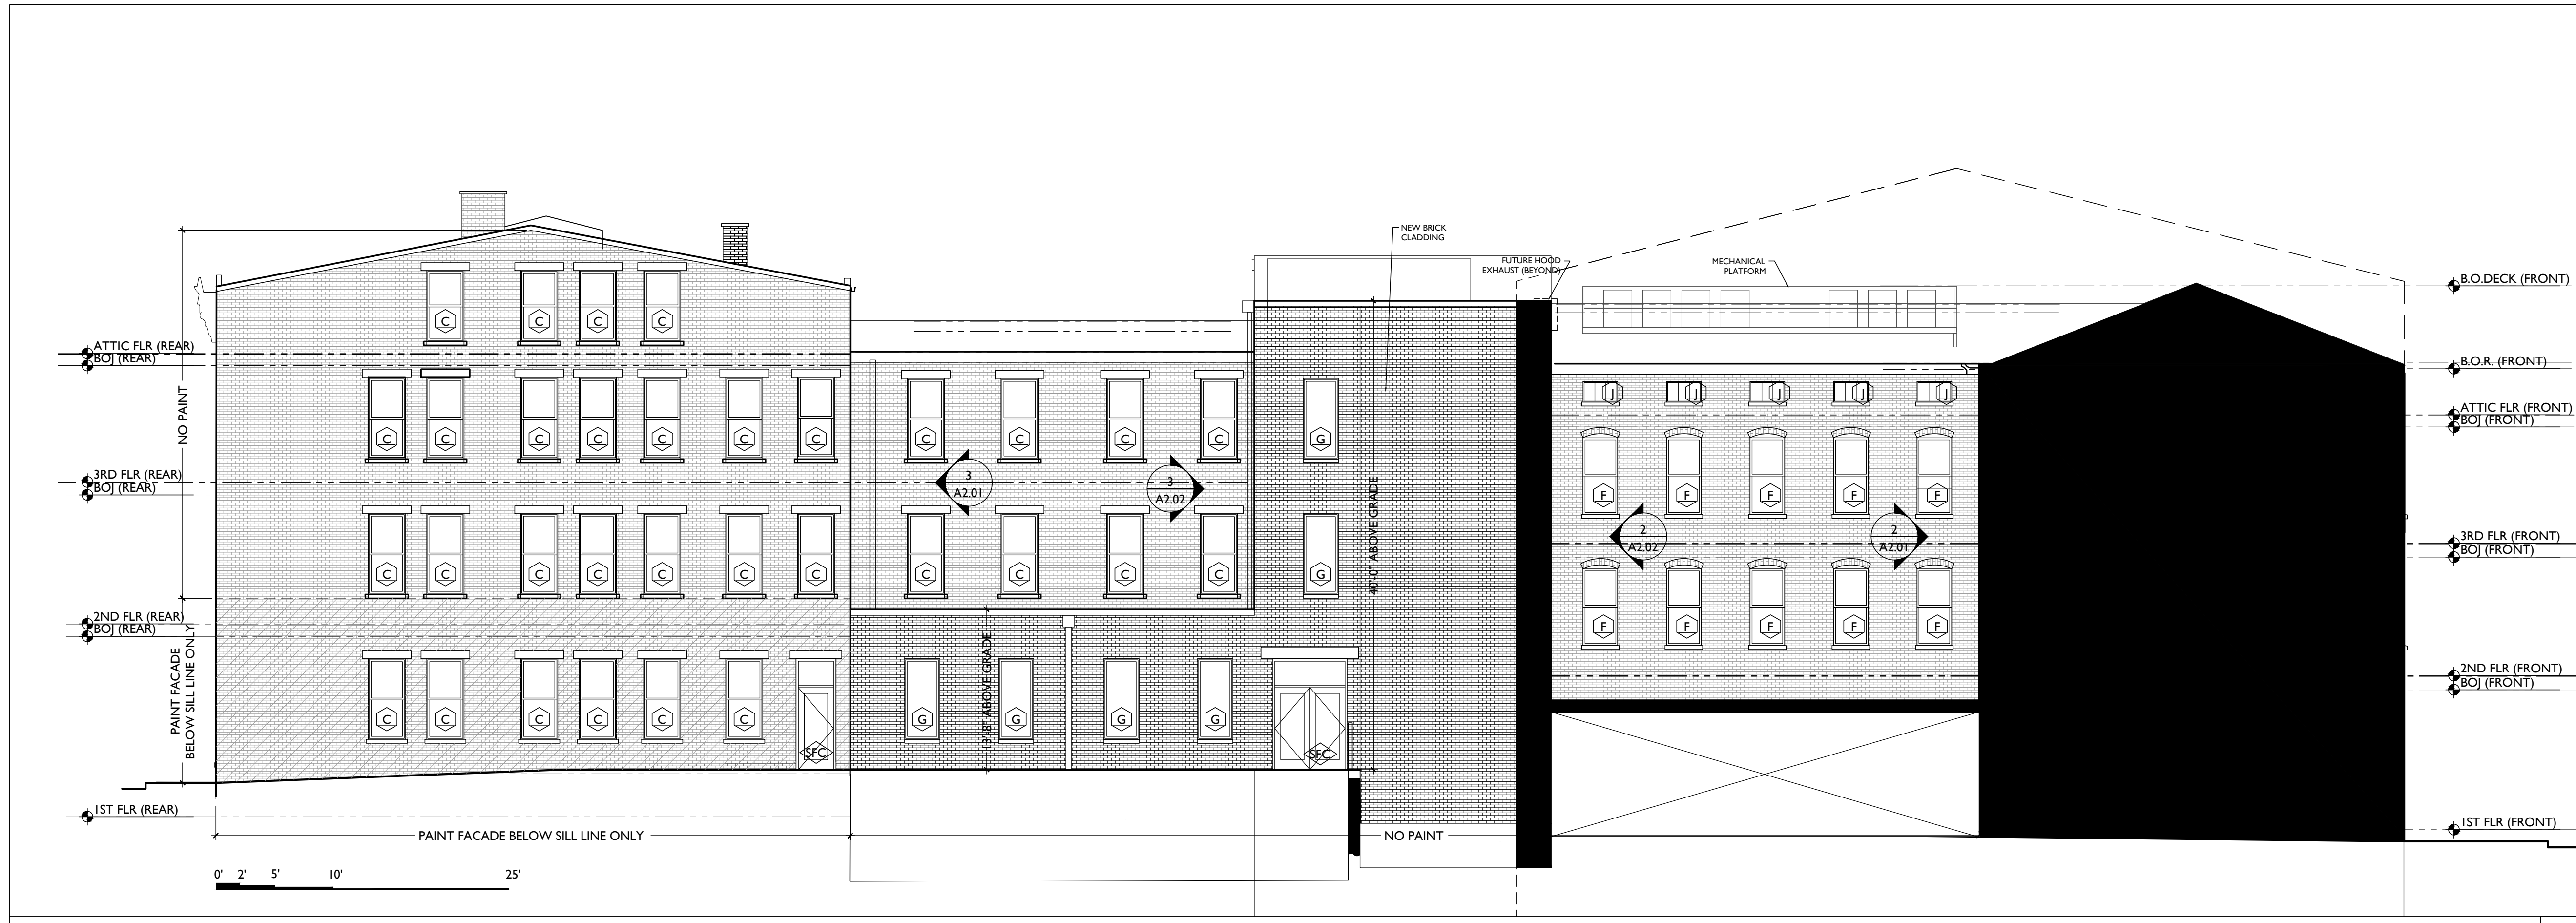 NEW BRICK
CLADDING
FUTURE HOOD
EXHAUST (BEYOND)
MECHANICAL
PLATFORM
B.O.DECK (FRONT)
C C C C
ATTIC FLR (REAR)
BOJ (REAR)
B.O.R. (FRONT)
J J J J J
NO PAINT
ATTIC FLR (FRONT)
BOJ (FRONT)
C C C C C C C C C C C G
3RD FLR (REAR)
BOJ (REAR)
3
A2.01
3
A2.02
40'-0" ABOVE GRADE
F F F F F
2
A2.02
2
A2.01
3RD FLR (FRONT)
BOJ (FRONT)
C C C C C C C C C C C G
2ND FLR (REAR)
BOJ (REAR)
F F F F F
PAINT FACADE
BELOW SILL LINE ONLY
13'-8" ABOVE GRADE
2ND FLR (FRONT)
BOJ (FRONT)
C C C C C C G G G G
SFC SFC
1ST FLR (REAR)
1ST FLR (FRONT)
PAINT FACADE BELOW SILL LINE ONLY
NO PAINT
0' 2' 5' 10' 25'